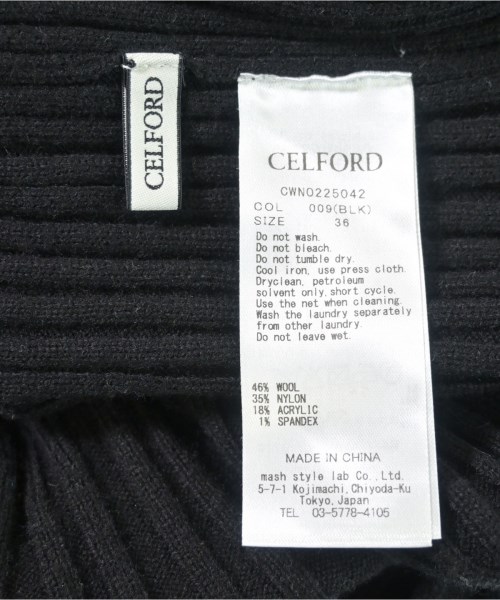 CELFORD
CELFORD
CWNO225042
COL 009(BLK)
SIZE 36
Do not wash.
Do not bleach.
Do not tumble dry.
Cool iron, use press cloth.
Dryclean, petroleum
solvent only,short cycle.
Use the net when cleaning.
Wash the laundry separately
from other laundry.
Do not leave wet.
46% WOOL
35% NYLON
18% ACRYLIC
1% SPANDEX
MADE IN CHINA
mash style lab Co.,Ltd.
5-7-1 Kojimachi,Chiyoda-Ku
Tokyo,Japan
TEL 03-5778-4105